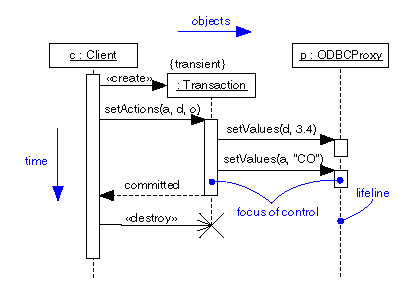 objects
c : Client
{transient}
p : ODBCProxy
«create»
: Transaction
setActions(a, d, o)
setValues(d, 3.4)
time
setValues(a, "CO")
committed
focus of control
lifeline
«destroy»